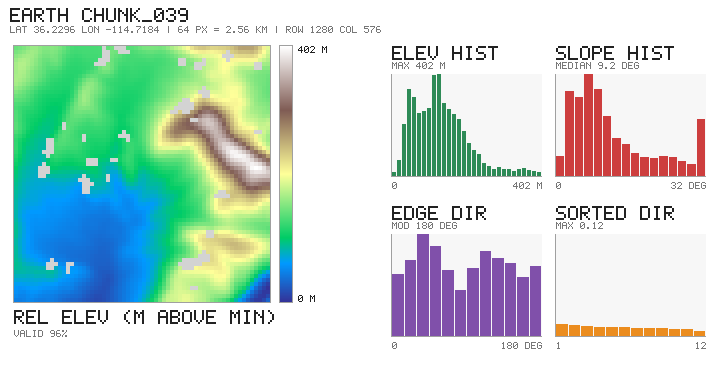 EARTH CHUNK_039
LAT 36.2296 LON -114.7184 | 64 PX = 2.56 KM | ROW 1280 COL 576
402 M
0 M
REL ELEV (M ABOVE MIN)
VALID 96%
ELEV HIST
MAX 402 M
0 402 M
SLOPE HIST
MEDIAN 9.2 DEG
0 32 DEG
EDGE DIR
MOD 180 DEG
0 180 DEG
SORTED DIR
MAX 0.12
1 12